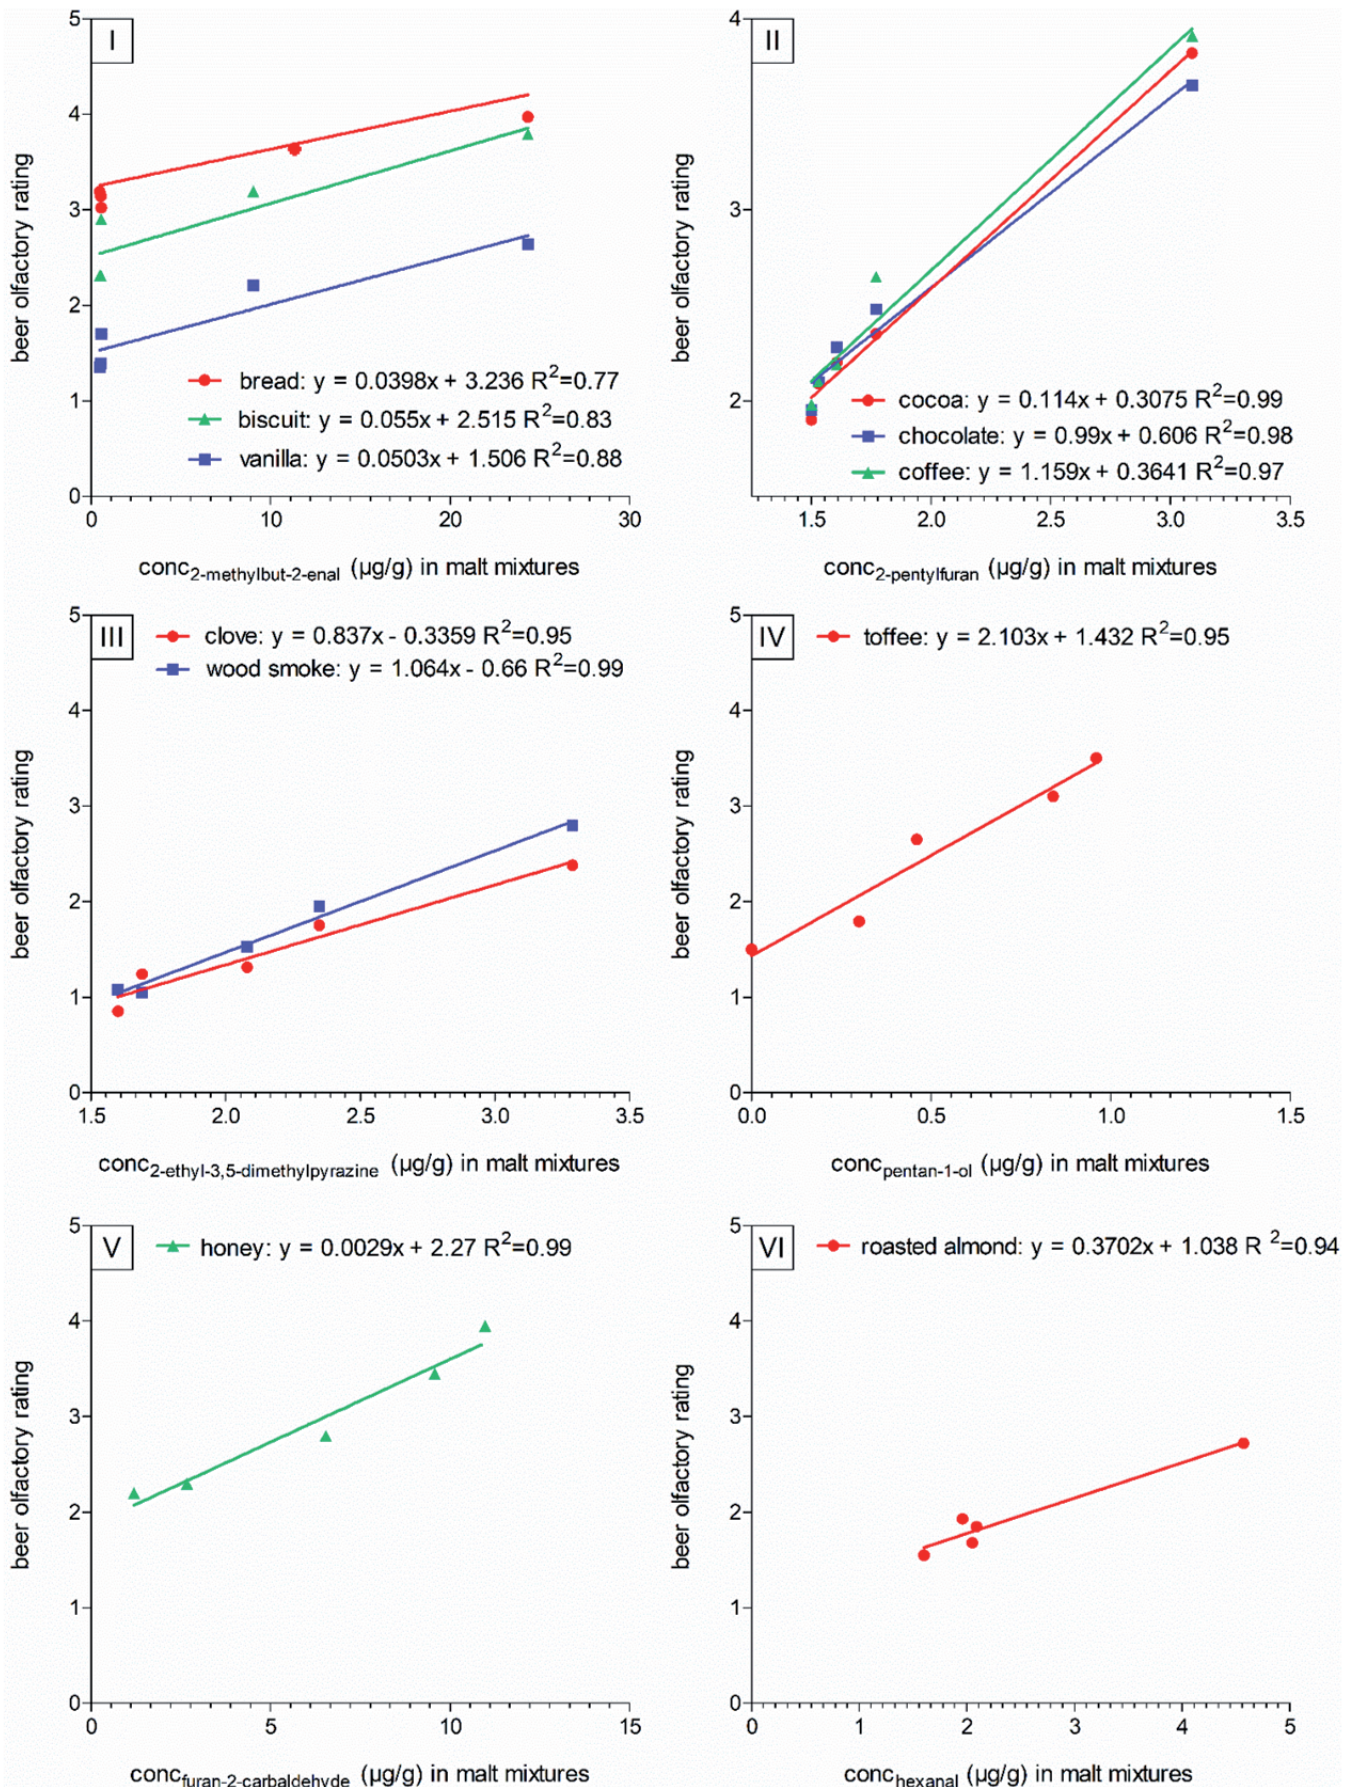 I
5
4
3
2
1
0
beer olfactory rating
bread: y = 0.0398x + 3.236 R2=0.77
biscuit: y = 0.055x + 2.515 R2=0.83
vanilla: y = 0.0503x + 1.506 R2=0.88
0 10 20 30
conc2-methylbut-2-enal (µg/g) in malt mixtures
II
4
3
2
beer olfactory rating
cocoa: y = 0.114x + 0.3075 R2=0.99
chocolate: y = 0.99x + 0.606 R2=0.98
coffee: y = 1.159x + 0.3641 R2=0.97
1.5 2.0 2.5 3.0 3.5
conc2-pentylfuran (µg/g) in malt mixtures
III
clove: y = 0.837x - 0.3359 R2=0.95
wood smoke: y = 1.064x - 0.66 R2=0.99
5
4
3
2
1
0
beer olfactory rating
1.5 2.0 2.5 3.0 3.5
conc2-ethyl-3,5-dimethylpyrazine (µg/g) in malt mixtures
IV
toffee: y = 2.103x + 1.432 R2=0.95
5
4
3
2
1
0
beer olfactory rating
0.0 0.5 1.0 1.5
concpentan-1-ol (µg/g) in malt mixtures
V
honey: y = 0.0029x + 2.27 R2=0.99
5
4
3
2
1
0
beer olfactory rating
0 5 10 15
concfuran-2-carbaldehyde (µg/g) in malt mixtures
VI
roasted almond: y = 0.3702x + 1.038 R 2=0.94
5
4
3
2
1
0
beer olfactory rating
0 1 2 3 4 5
conchexanal (µg/g) in malt mixtures